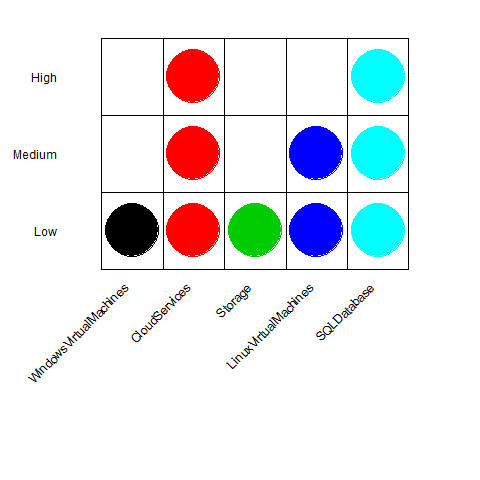 High
Medium
Low
WindowsVirtualMachines
CloudServices
Storage
LinuxVirtualMachines
SQLDatabase